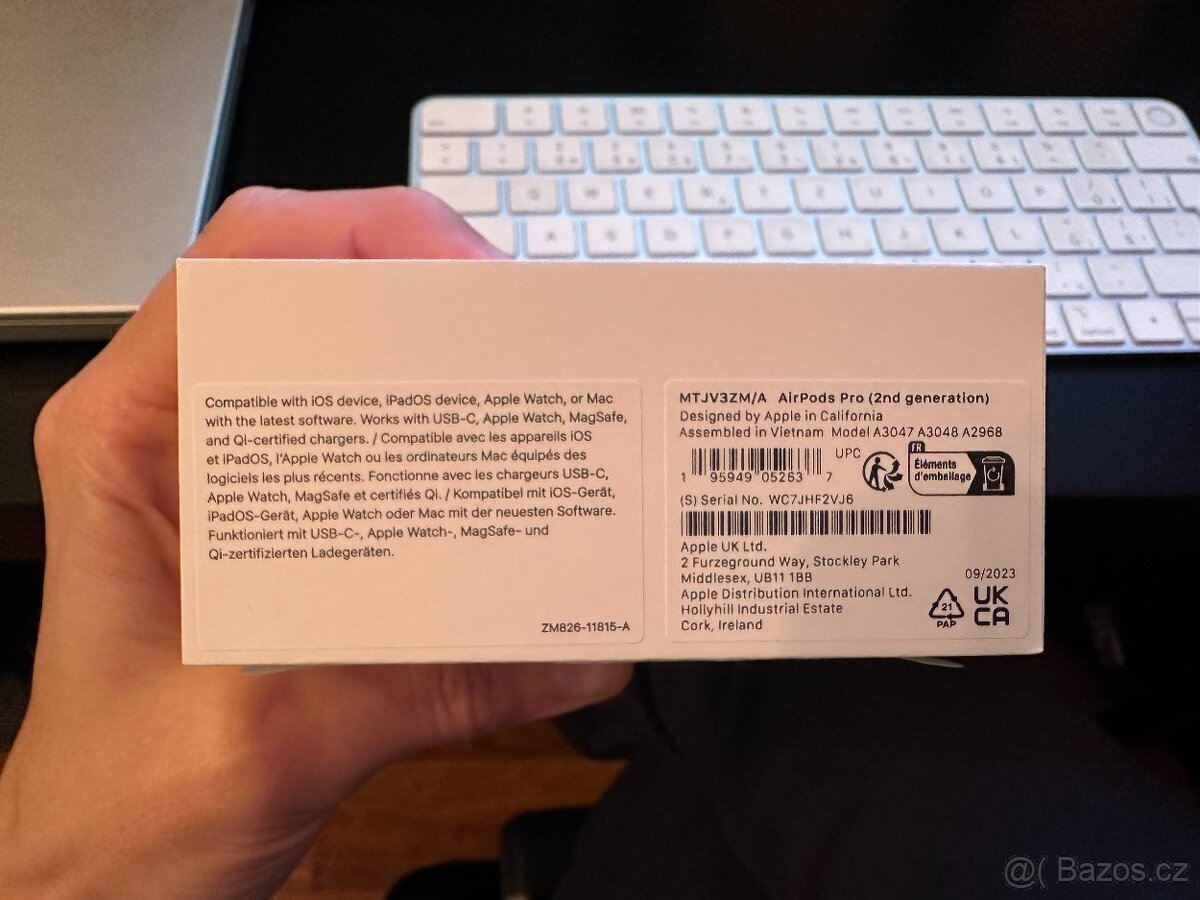 Compatible with iOS device, iPadOS device, Apple Watch, or Mac
with the latest software. Works with USB-C, Apple Watch, MagSafe,
and Qi-certified chargers. / Compatible avec les appareils iOS
et iPadOS, l'Apple Watch ou les ordinateurs Mac équipés des
logiciels les plus récents. Fonctionne avec les chargeurs USB-C,
Apple Watch, MagSafe et certifiés Qi. / Kompatibel mit iOS-Gerät,
iPadOS-Gerät, Apple Watch oder Mac mit der neuesten Software.
Funktioniert mit USB-C-, Apple Watch-, MagSafe- und
Qi-zertifizierten Ladegeräten.
ZM826-11815-A
MTJV3ZM/A AirPods Pro (2nd generation)
Designed by Apple in California
Assembled in Vietnam Model A3047 A3048 A2968
UPC
1 95949 05263 7
FR
Éléments
d'emballage
(S) Serial No. WC7JHF2VJ6
Apple UK Ltd.
2 Furzeground Way, Stockley Park
Middlesex, UB11 1BB
Apple Distribution International Ltd.
Hollyhill Industrial Estate
Cork, Ireland
09/2023
21
PAP
UK
CA
@( Bazos.cz